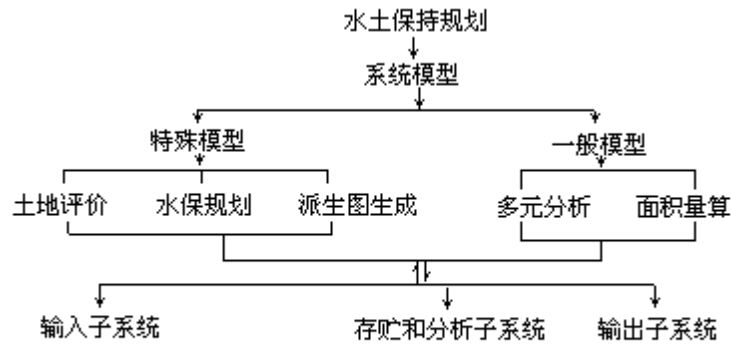 水土保持规划
系统模型
特殊模型 一般模型
土地评价 水保规划 派生图生成 多元分析 面积量算
输入子系统 存贮和分析子系统 输出子系统